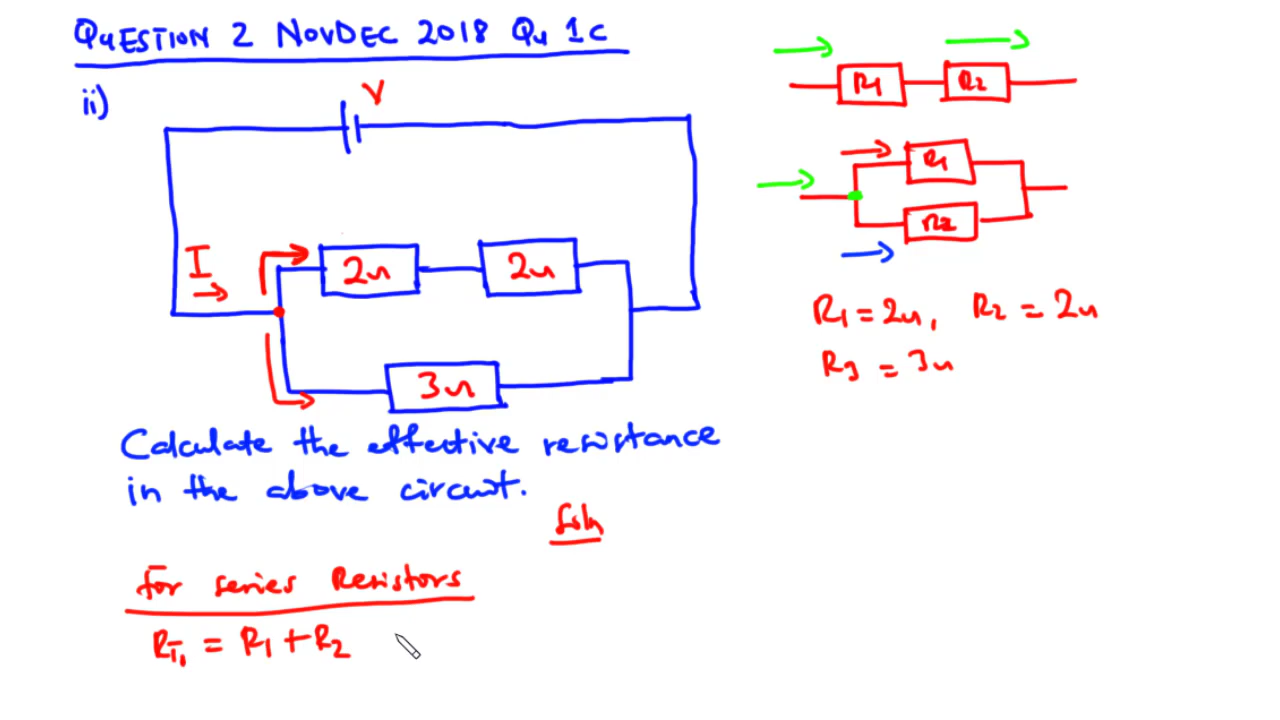 QUESTION 2 NOVDEC 2018 Qu 1c
ii)
V
I
2Ω
2Ω
3Ω
R1
R2
R1
R2
R1 = 2Ω, R2 = 2Ω
R3 = 3Ω
Calculate the effective resistance
in the above circuit.
Soln
for series Resistors
RT1 = R1 + R2